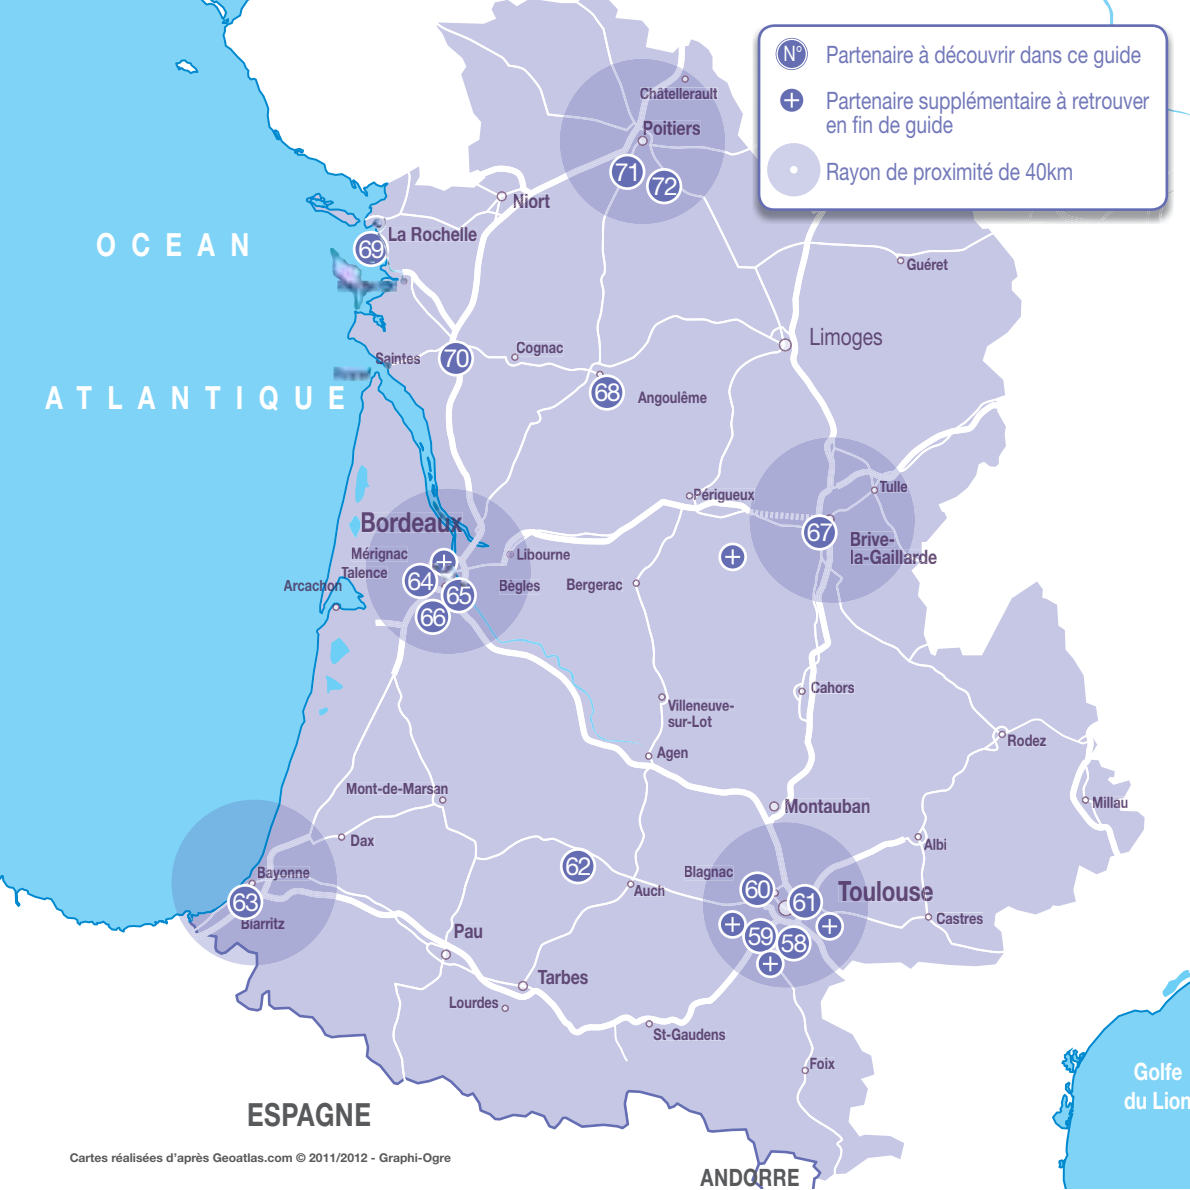 N° Partenaire à découvrir dans ce guide
+ Partenaire supplémentaire à retrouver
en fin de guide
Rayon de proximité de 40km
Châtellerault
Poitiers
71
72
Niort
OCEAN
La Rochelle
69
Guéret
Limoges
Saintes
70
Cognac
68
Angoulême
ATLANTIQUE
Périgueux
Tulle
67
Brive-
la-Gaillarde
+
Bordeaux
Mérignac
+
Libourne
Talence
64
65
66
Bègles
Arcachon
Bergerac
Cahors
Villeneuve-
sur-Lot
Agen
Rodez
Mont-de-Marsan
Montauban
Millau
Dax
Albi
62
Bayonne
63
Biarritz
Auch
Blagnac
60
61
Toulouse
+
59
58
+
+
Castres
Pau
Tarbes
Lourdes
St-Gaudens
Foix
Golfe
du Lion
ESPAGNE
Cartes réalisées d'après Geoatlas.com © 2011/2012 - Graphi-Ogre
ANDORRE